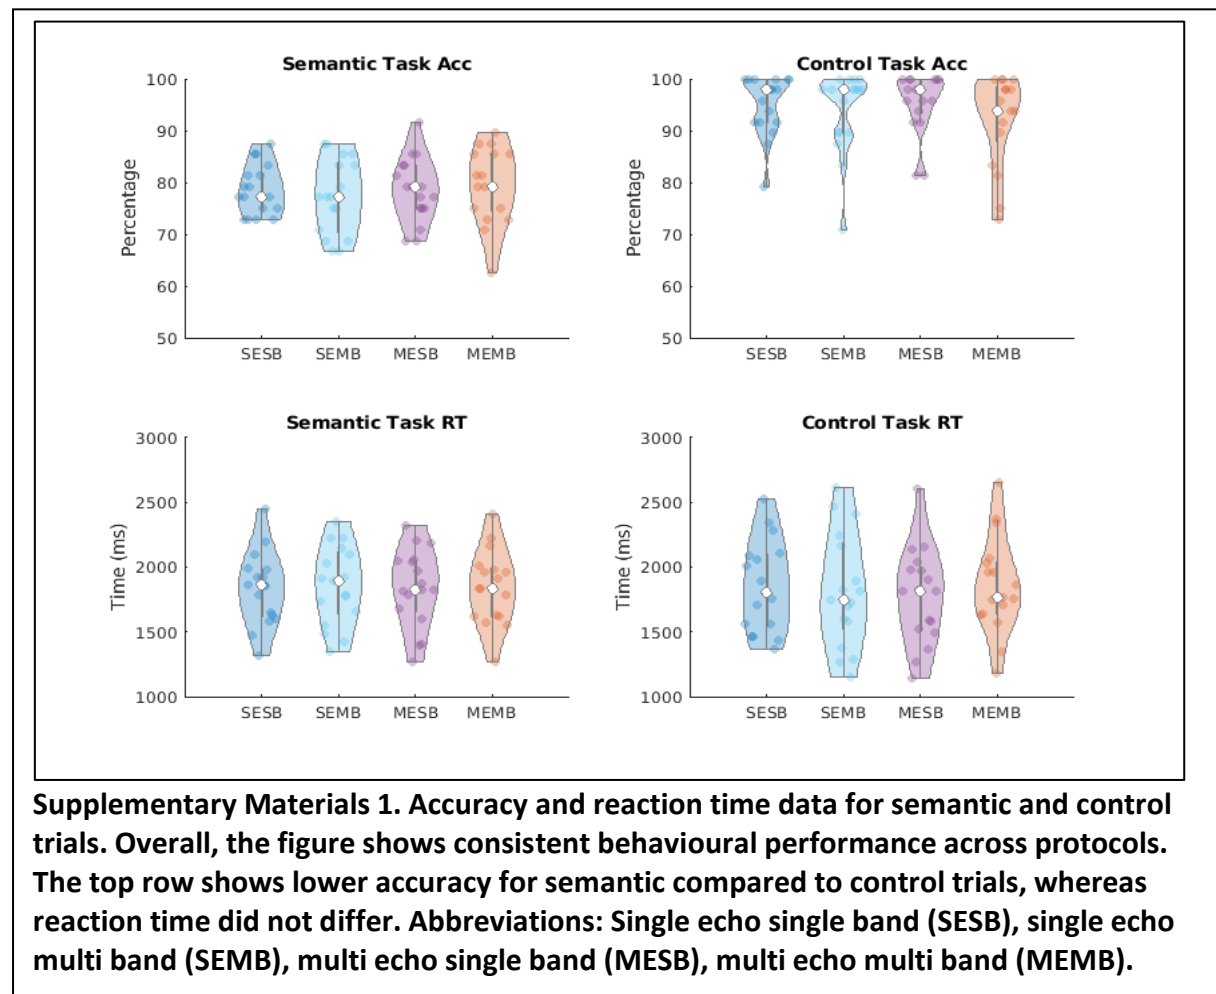 Semantic Task Acc
Control Task Acc
100
90
80
70
60
50
Percentage
SESB SEMB MESB MEMB
100
90
80
70
60
50
Percentage
SESB SEMB MESB MEMB
Semantic Task RT
Control Task RT
3000
2500
2000
1500
1000
Time (ms)
SESB SEMB MESB MEMB
3000
2500
2000
1500
1000
Time (ms)
SESB SEMB MESB MEMB
Supplementary Materials 1. Accuracy and reaction time data for semantic and control
trials. Overall, the figure shows consistent behavioural performance across protocols.
The top row shows lower accuracy for semantic compared to control trials, whereas
reaction time did not differ. Abbreviations: Single echo single band (SESB), single echo
multi band (SEMB), multi echo single band (MESB), multi echo multi band (MEMB).